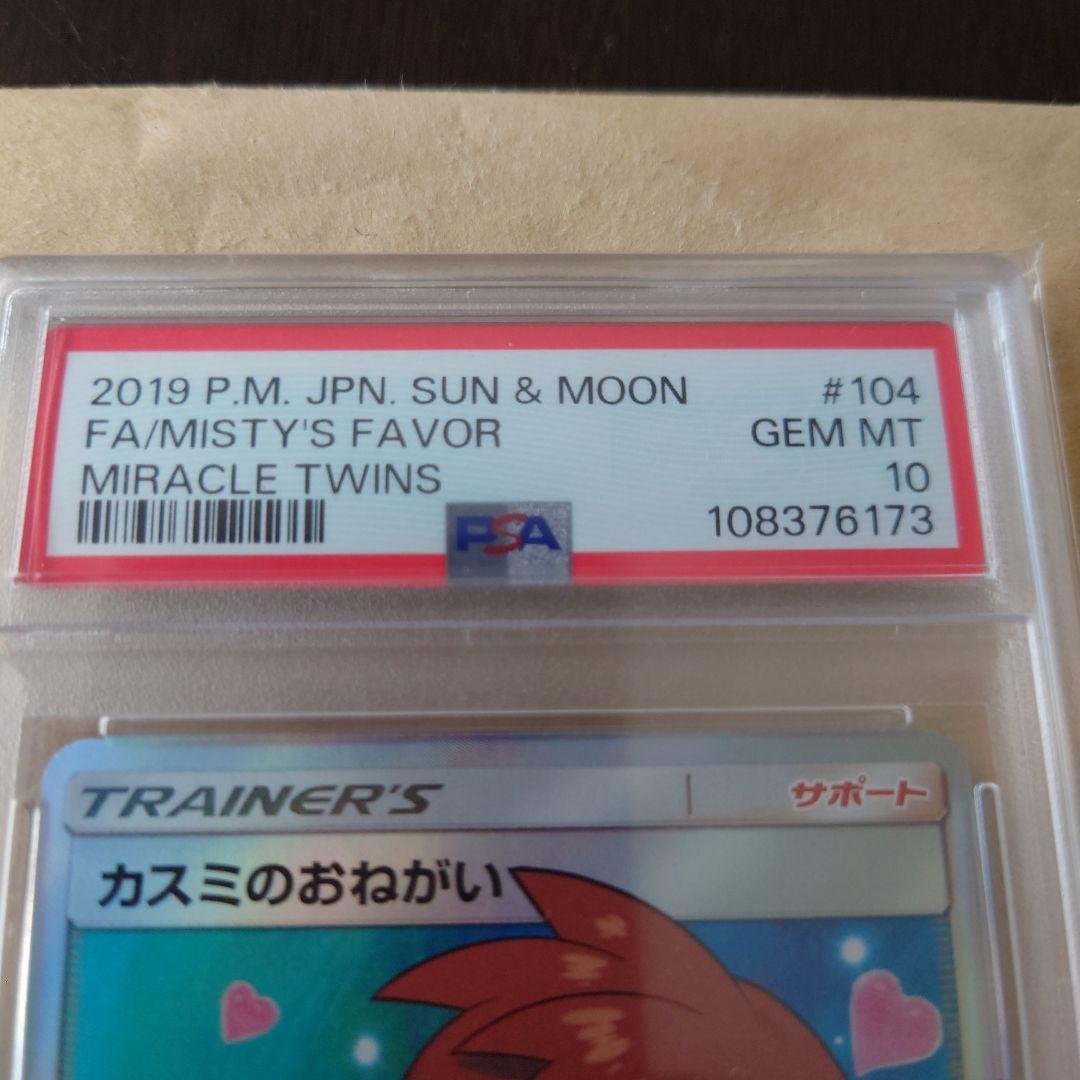 2019 P.M. JPN. SUN & MOON #104
FA/MISTY'S FAVOR GEM MT
MIRACLE TWINS 10
PSA 108376173
TRAINER'S サポート
カスミのおねがい